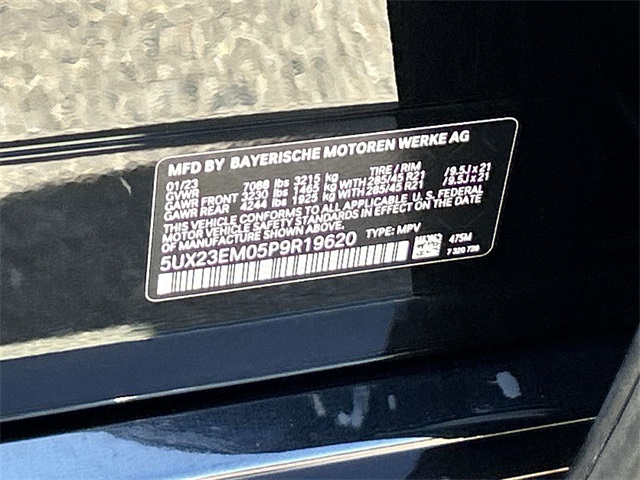 MFD BY BAYERISCHE MOTOREN WERKE AG
01/23 TIRE / RIM
GVWR 7088 lbs 3215 kg
GAWR FRONT 3230 lbs 1465 kg WITH 285/45 R21 /9.5J x 21
GAWR REAR 4244 lbs 1925 kg WITH 285/45 R21 /9.5J x 21
THIS VEHICLE CONFORMS TO ALL APPLICABLE U. S. FEDERAL
MOTOR VEHICLE SAFETY STANDARDS IN EFFECT ON THE DATE
OF MANUFACTURE SHOWN ABOVE.
5UX23EM05P9R19620 TYPE: MPV
475M
7 320 726